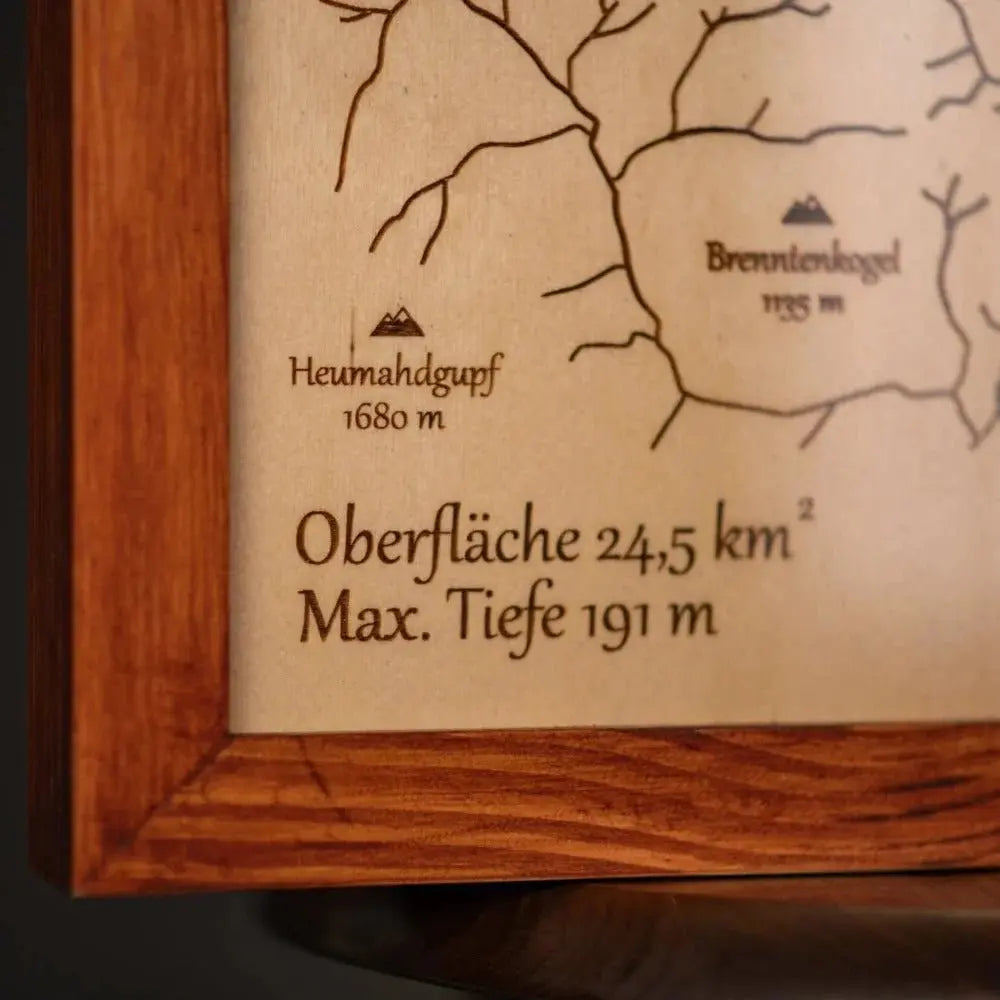 Brenntenkogel
1135 m
Heumahdgupf
1680 m
Oberfläche 24,5 km²
Max. Tiefe 191 m